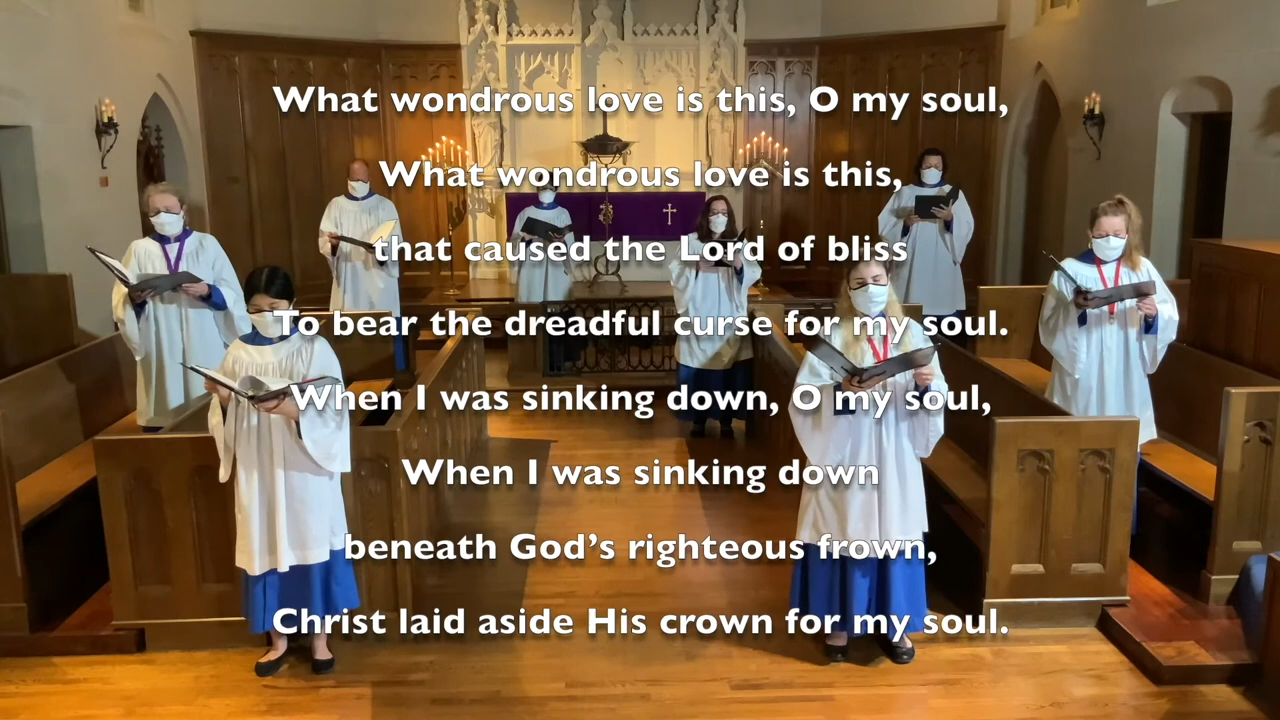 What wondrous love is this, O my soul,
What wondrous love is this,
that caused the Lord of bliss
To bear the dreadful curse for my soul.
When I was sinking down, O my soul,
When I was sinking down
beneath God’s righteous frown,
Christ laid aside His crown for my soul.